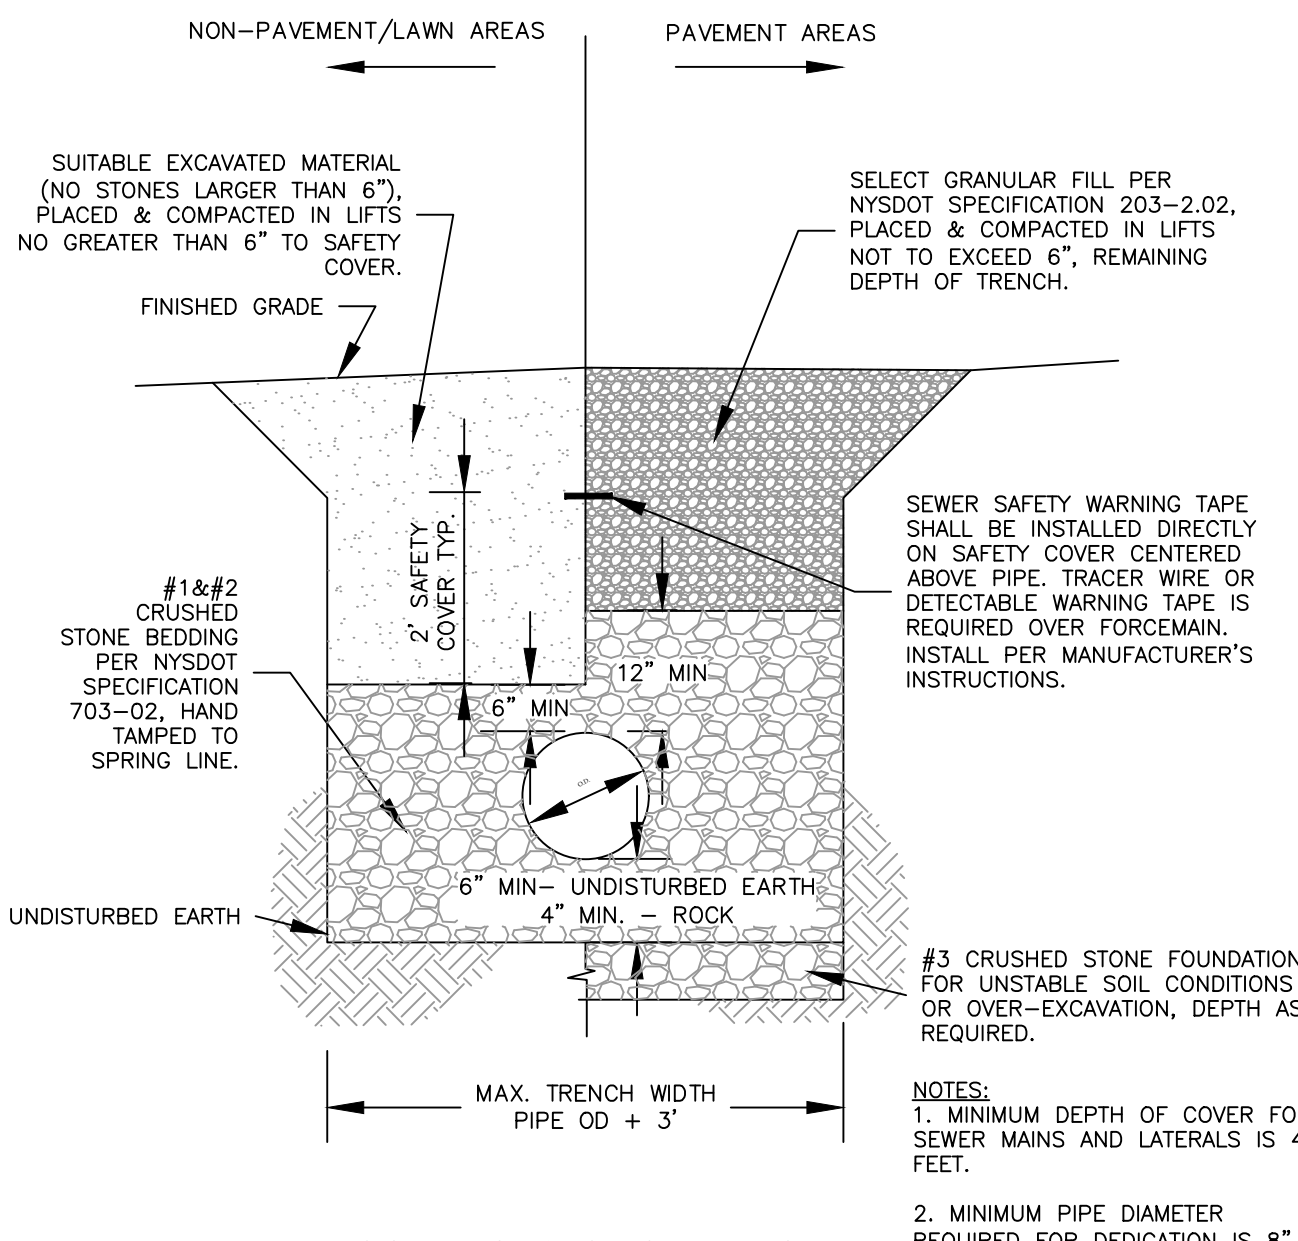 NON-PAVEMENT/LAWN AREAS
PAVEMENT AREAS
SUITABLE EXCAVATED MATERIAL
(NO STONES LARGER THAN 6"),
PLACED & COMPACTED IN LIFTS
NO GREATER THAN 6" TO SAFETY
COVER.
FINISHED GRADE
SELECT GRANULAR FILL PER
NYSDOT SPECIFICATION 203-2.02,
PLACED & COMPACTED IN LIFTS
NOT TO EXCEED 6", REMAINING
DEPTH OF TRENCH.
2' SAFETY
COVER TYP.
SEWER SAFETY WARNING TAPE
SHALL BE INSTALLED DIRECTLY
ON SAFETY COVER CENTERED
ABOVE PIPE. TRACER WIRE OR
DETECTABLE WARNING TAPE IS
REQUIRED OVER FORCEMAIN.
INSTALL PER MANUFACTURER'S
INSTRUCTIONS.
#1&#2
CRUSHED
STONE BEDDING
PER NYSDOT
SPECIFICATION
703-02, HAND
TAMPED TO
SPRING LINE.
12" MIN
6" MIN
O.D.
6" MIN- UNDISTURBED EARTH
4" MIN. - ROCK
UNDISTURBED EARTH
#3 CRUSHED STONE FOUNDATION
FOR UNSTABLE SOIL CONDITIONS
OR OVER-EXCAVATION, DEPTH AS
REQUIRED.
MAX. TRENCH WIDTH
PIPE OD + 3'
NOTES:
1. MINIMUM DEPTH OF COVER FO
SEWER MAINS AND LATERALS IS 4
FEET.
2. MINIMUM PIPE DIAMETER
REQUIRED FOR DEDICATION IS 8"